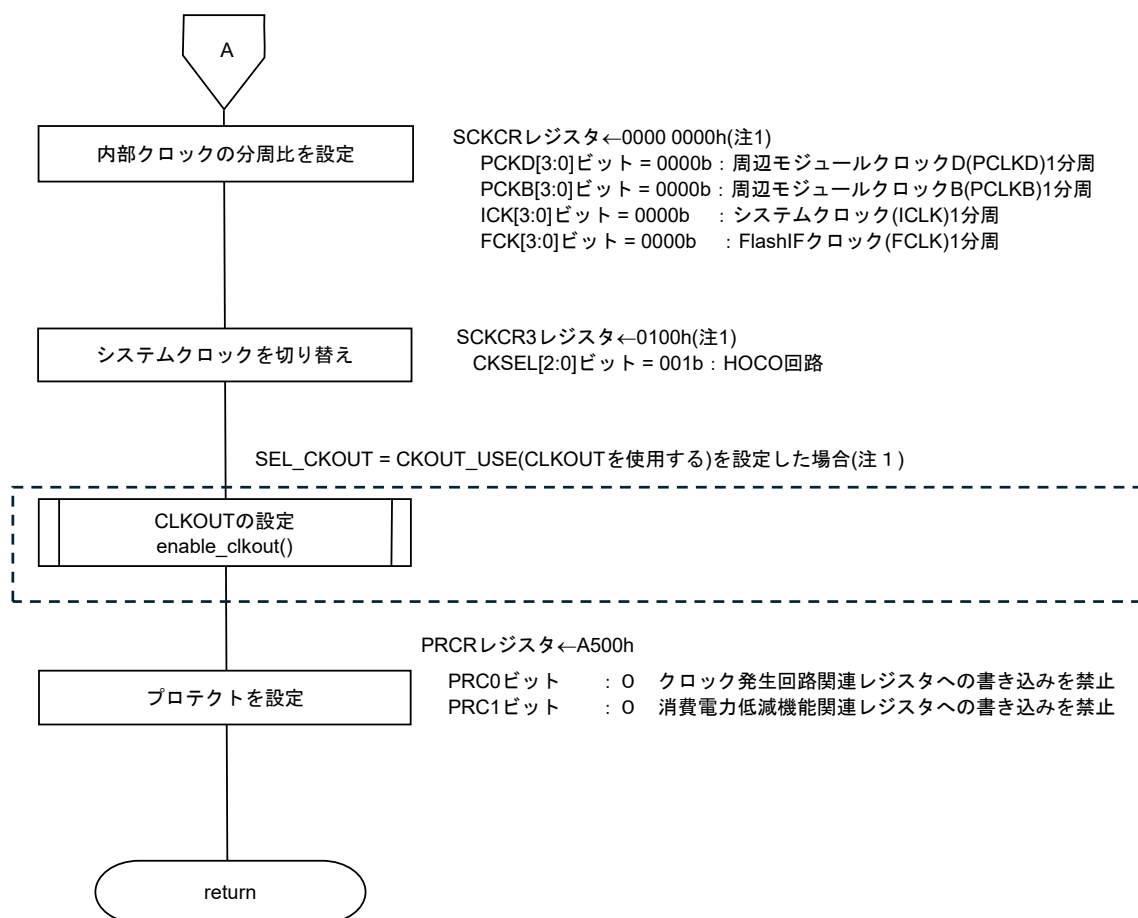 A
内部クロックの分周比を設定
SCKCRレジスタ←0000 0000h(注1)
PCKD[3:0]ビット = 0000b : 周辺モジュールクロックD(PCLKD)1分周
PCKB[3:0]ビット = 0000b : 周辺モジュールクロックB(PCLKB)1分周
ICK[3:0]ビット = 0000b : システムクロック(ICLK)1分周
FCK[3:0]ビット = 0000b : FlashIFクロック(FCLK)1分周
システムクロックを切り替え
SCKCR3レジスタ←0100h(注1)
CKSEL[2:0]ビット = 001b : HOCO回路
SEL_CKOUT = CKOUT_USE(CLKOUTを使用する)を設定した場合(注１)
CLKOUTの設定
enable_clkout()
PRCRレジスタ←A500h
プロテクトを設定
PRC0ビット : 0 クロック発生回路関連レジスタへの書き込みを禁止
PRC1ビット : 0 消費電力低減機能関連レジスタへの書き込みを禁止
return